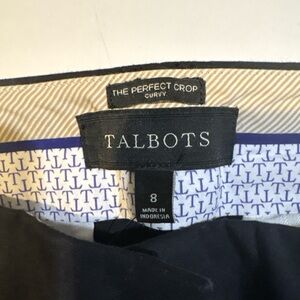 THE PERFECT CROP
CURVY
TALBOTS
8
MADE IN
INDONESIA